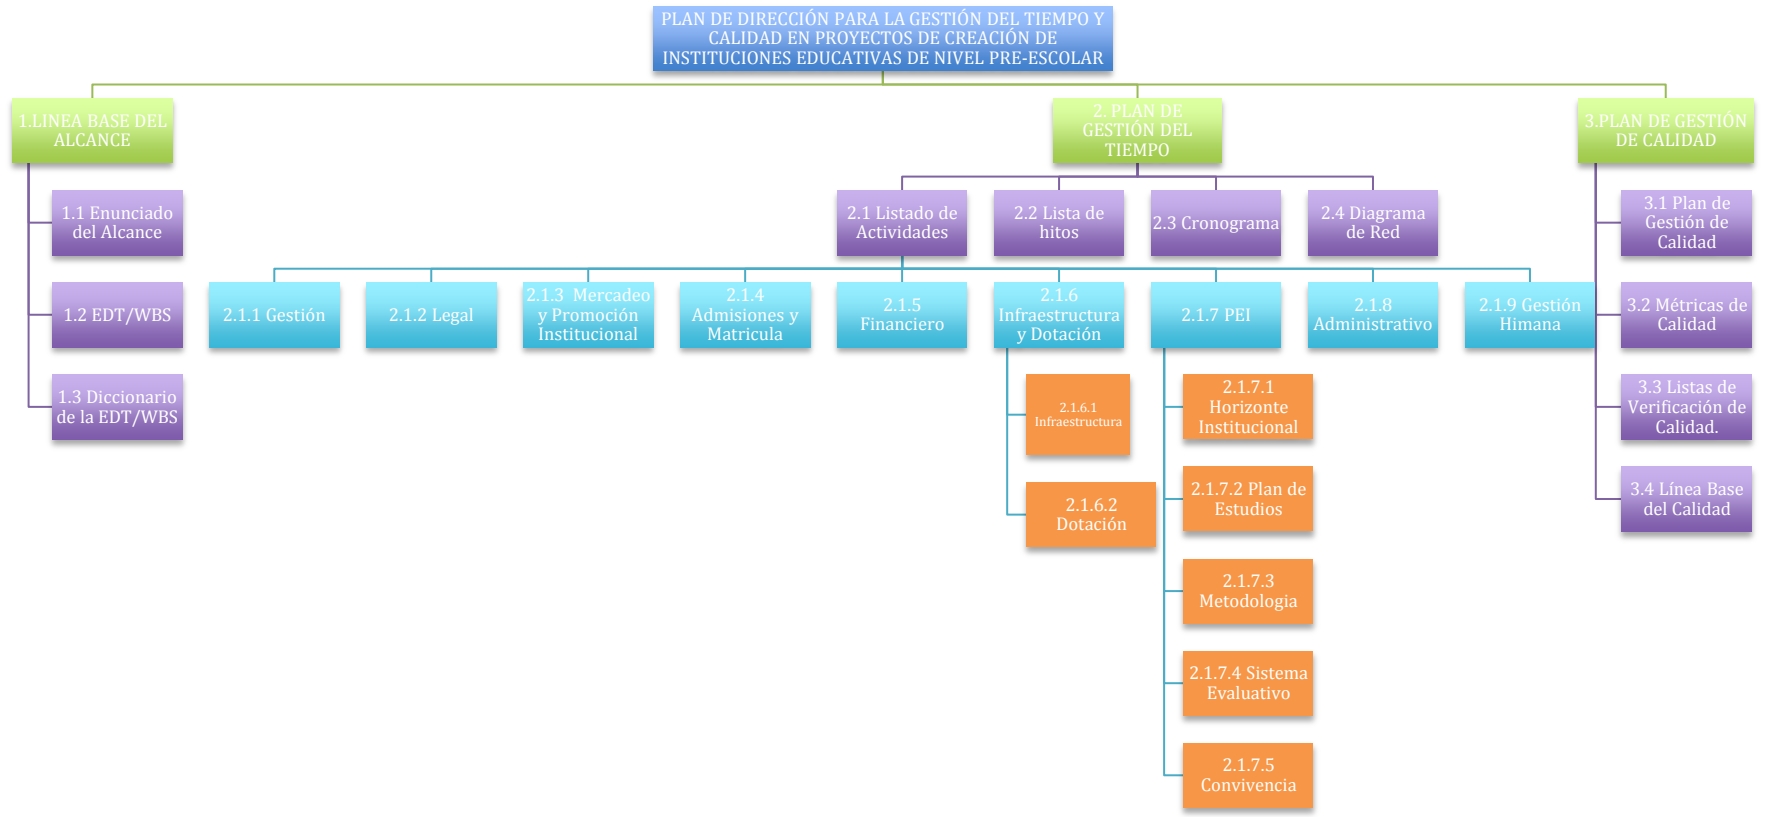 PLAN DE DIRECCIÓN PARA LA GESTIÓN DEL TIEMPO Y
CALIDAD EN PROYECTOS DE CREACIÓN DE
INSTITUCIONES EDUCATIVAS DE NIVEL PRE-ESCOLAR
1.LINEA BASE DEL
ALCANCE
1.1 Enunciado
del Alcance
1.2 EDT/WBS
1.3 Diccionario
de la EDT/WBS
2. PLAN DE
GESTIÓN DEL
TIEMPO
2.1 Listado de
Actividades
2.1.1 Gestión
2.1.2 Legal
2.1.3 Mercadeo
y Promoción
Institucional
2.1.4
Admisiones y
Matricula
2.1.5
Financiero
2.1.6
Infraestructura
y Dotación
2.1.6.1
Infraestructura
2.1.6.2
Dotación
2.1.7 PEI
2.1.7.1
Horizonte
Institucional
2.1.7.2 Plan de
Estudios
2.1.7.3
Metodologia
2.1.7.4 Sistema
Evaluativo
2.1.7.5
Convivencia
2.1.8
Administrativo
2.1.9 Gestión
Himana
2.2 Lista de
hitos
2.3 Cronograma
2.4 Diagrama
de Red
3.PLAN DE GESTIÓN
DE CALIDAD
3.1 Plan de
Gestión de
Calidad
3.2 Métricas de
Calidad
3.3 Listas de
Verificación de
Calidad.
3.4 Línea Base
del Calidad